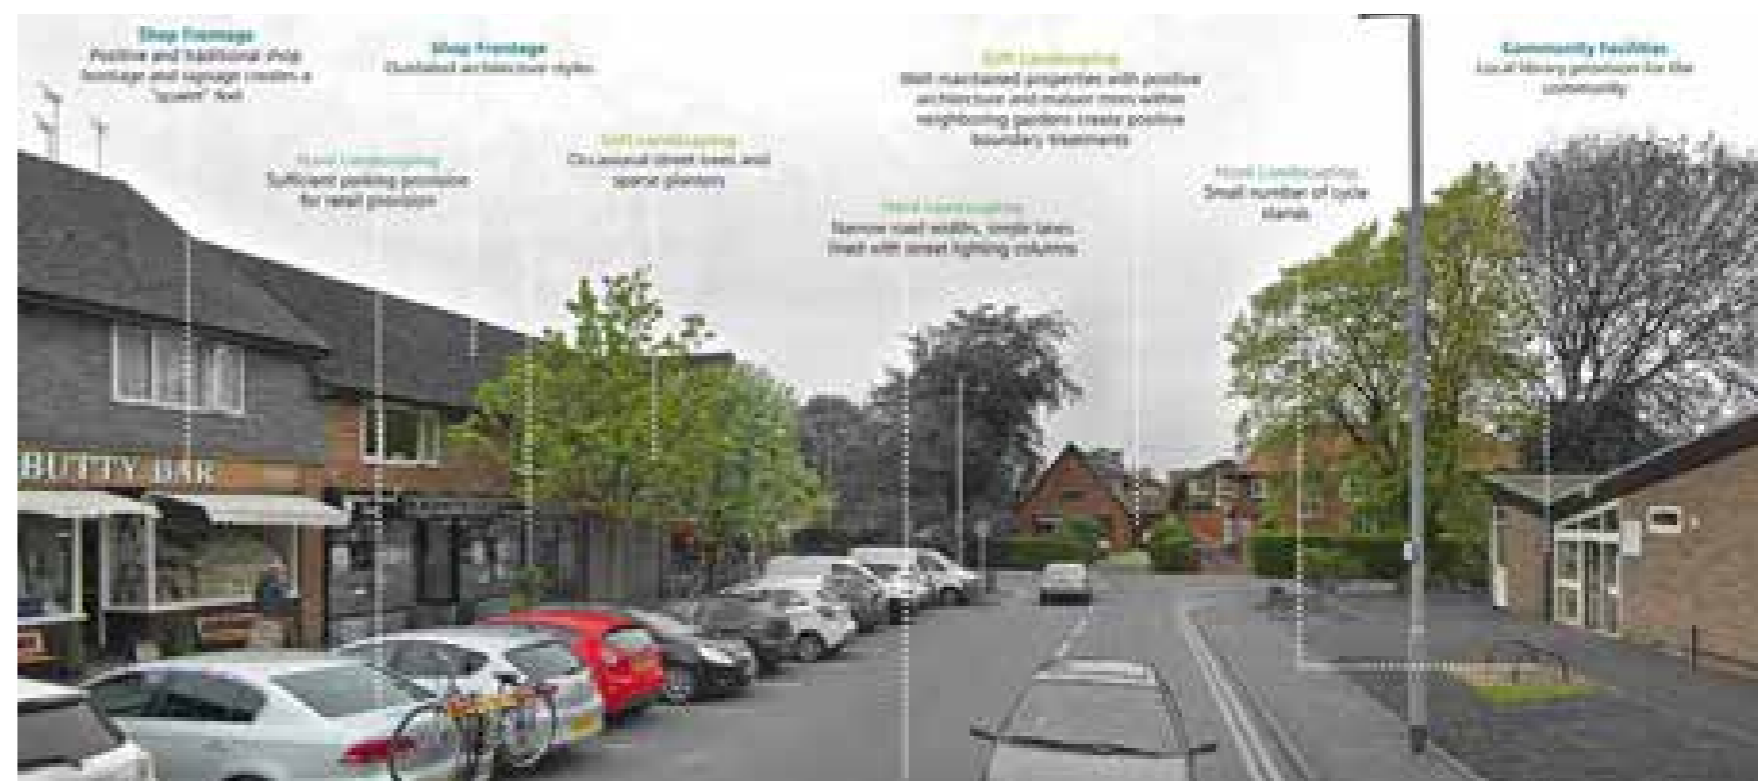 Shop Frontage
Positive and traditional shop
frontage and signage creates a
"quaint" feel
Shop Frontage
Outdated architecture styles
Hard Landscaping
Sufficient parking provision
for retail provision
Soft Landscaping
Occasional street trees and
sparse planters
Soft Landscaping
Well maintained properties with positive
architecture and mature trees within
neighboring gardens create positive
boundary treatments
Hard Landscaping
Narrow road widths, single lanes
lined with street lighting columns
Hard Landscaping
Small number of cycle
stands
Community Facilities
Local library provision for the
community
BUTTY BAR